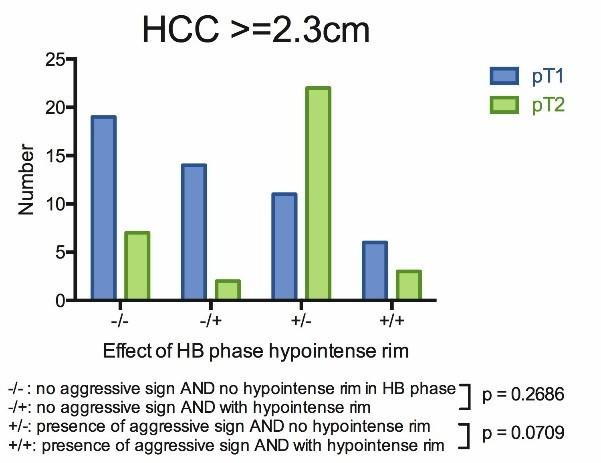 HCC >=2.3cm
25
20
15
10
5
0
Number
pT1
pT2
-/-
-/+
+/-
+/+
Effect of HB phase hypointense rim
-/- : no aggressive sign AND no hypointense rim in HB phase
-/+: no aggressive sign AND with hypointense rim
p = 0.2686
+/-: presence of aggressive sign AND no hypointense rim
+/+: presence of aggressive sign AND with hypointense rim
p = 0.0709